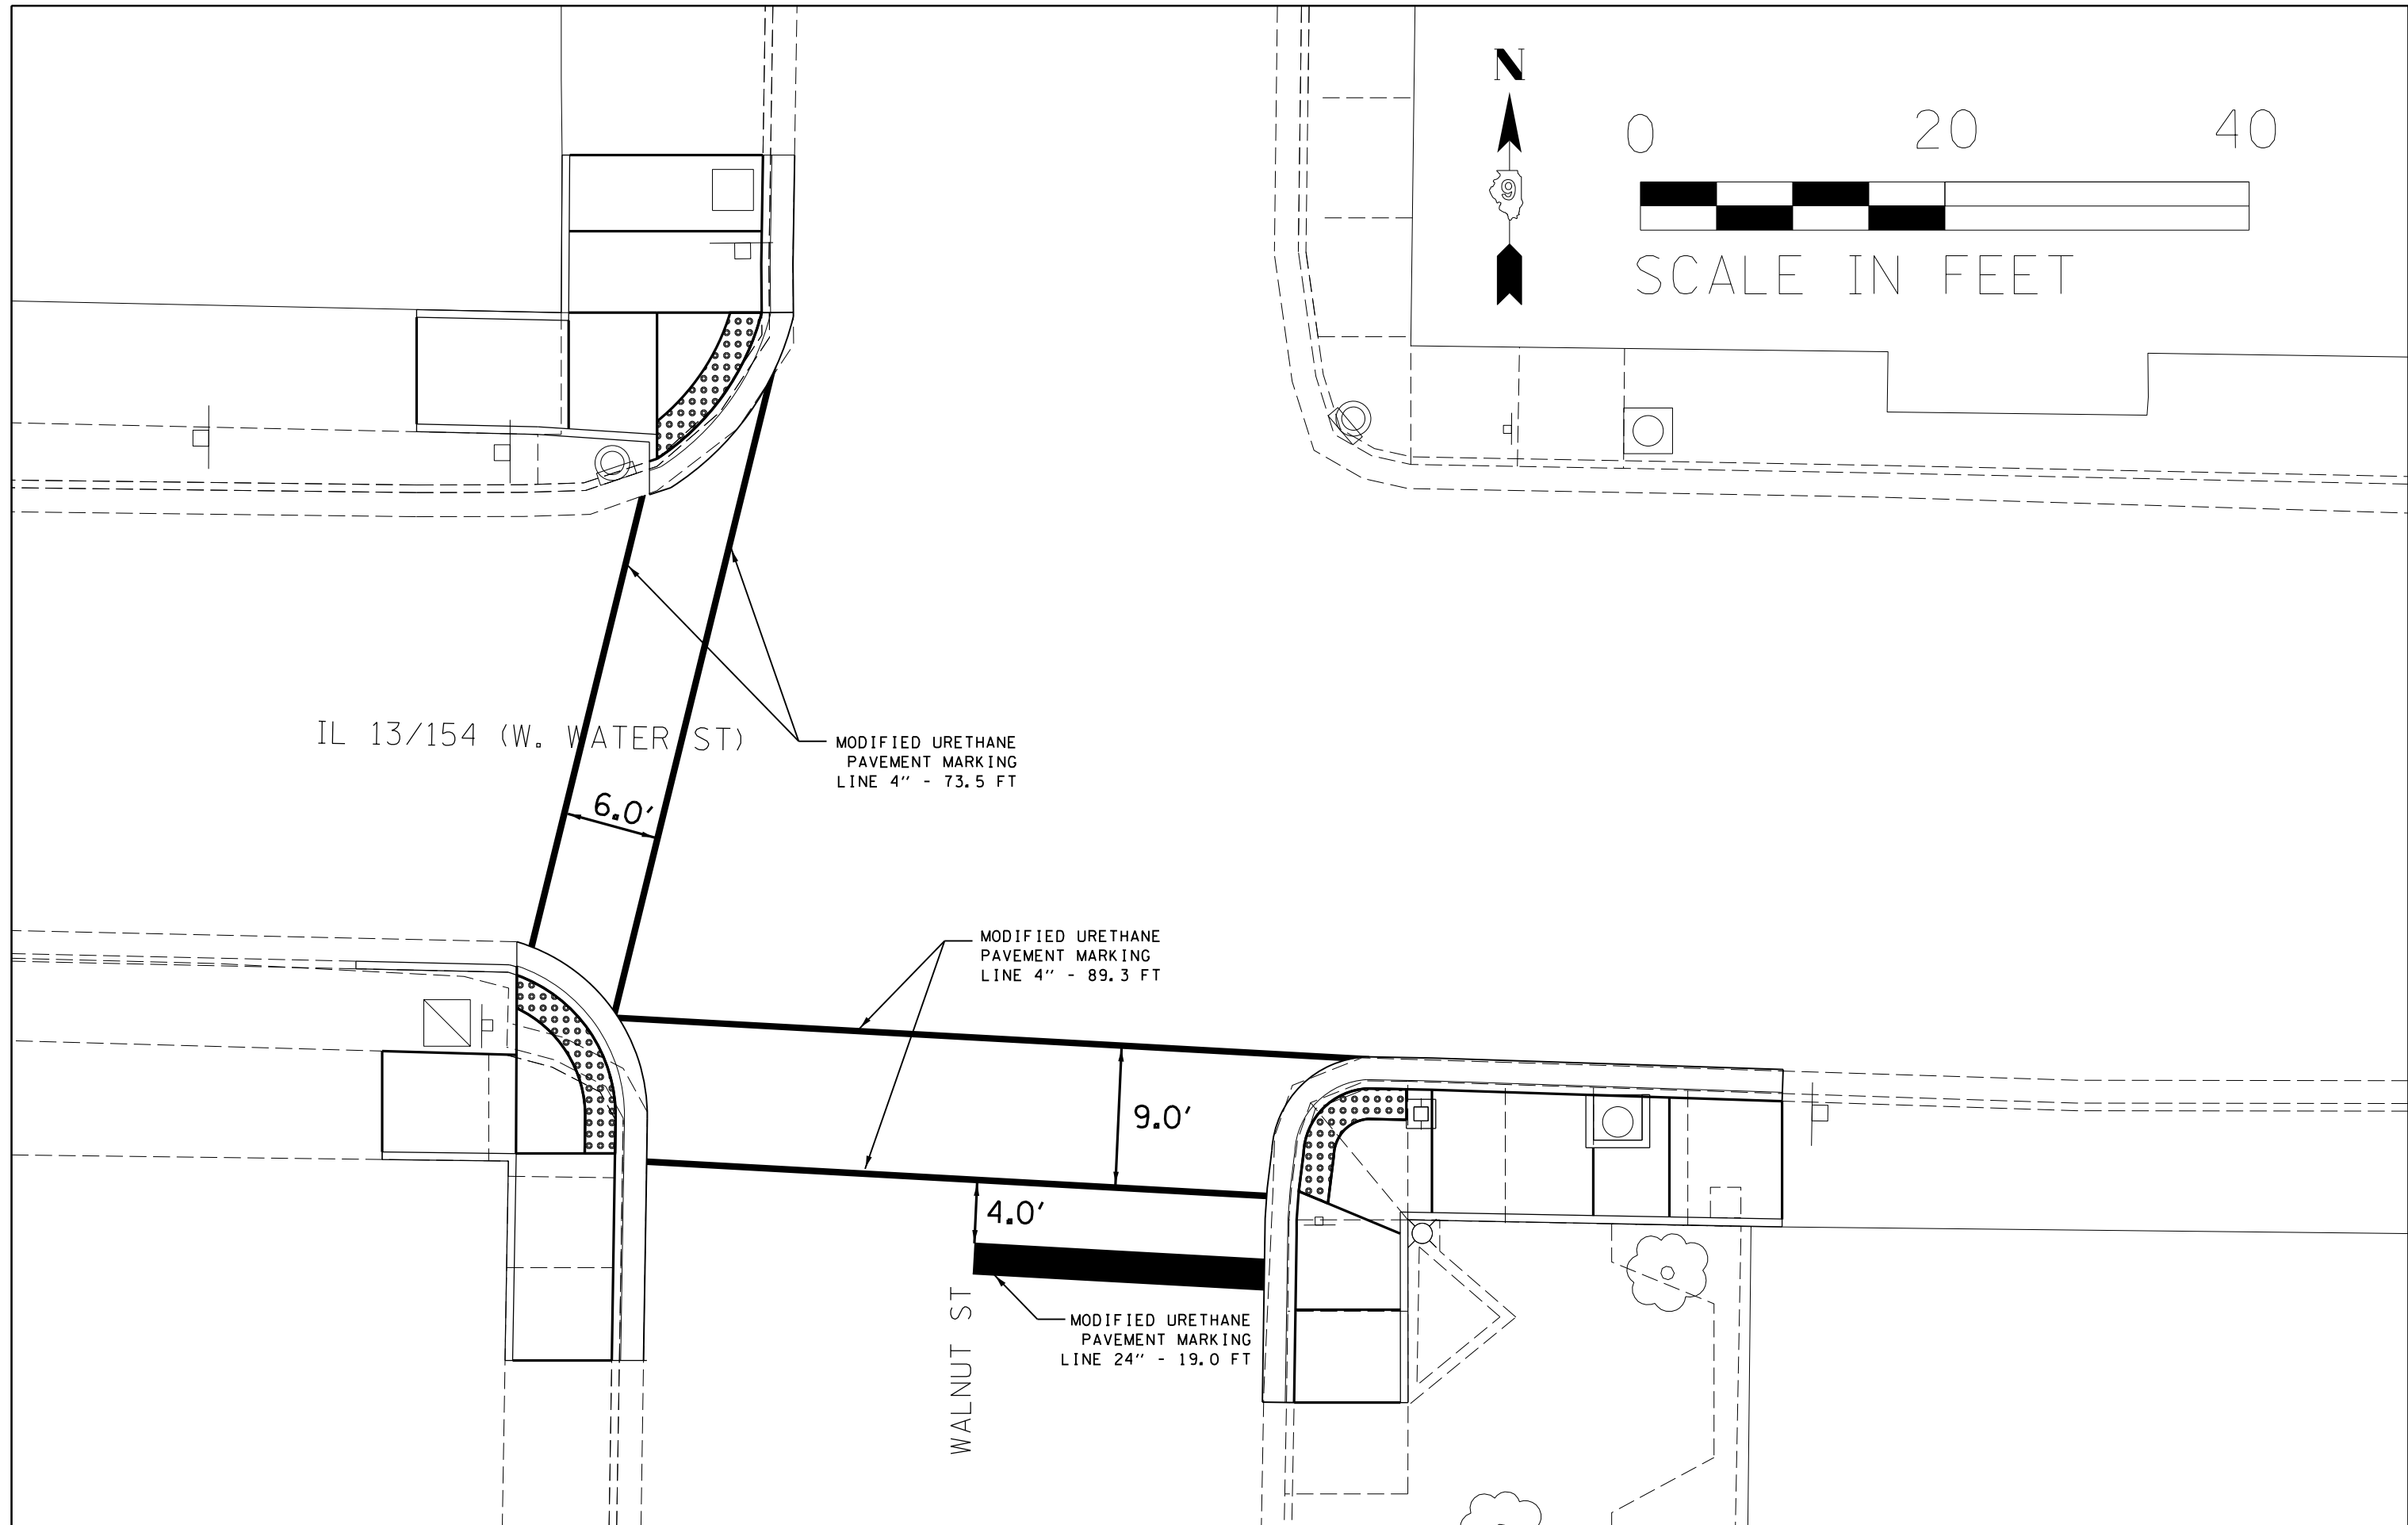 N
9
0 20 40
SCALE IN FEET
IL 13/154 (W. WATER ST)
MODIFIED URETHANE
PAVEMENT MARKING
LINE 4" - 73.5 FT
6.0'
MODIFIED URETHANE
PAVEMENT MARKING
LINE 4" - 89.3 FT
9.0'
4.0'
MODIFIED URETHANE
PAVEMENT MARKING
LINE 24" - 19.0 FT
WALNUT ST